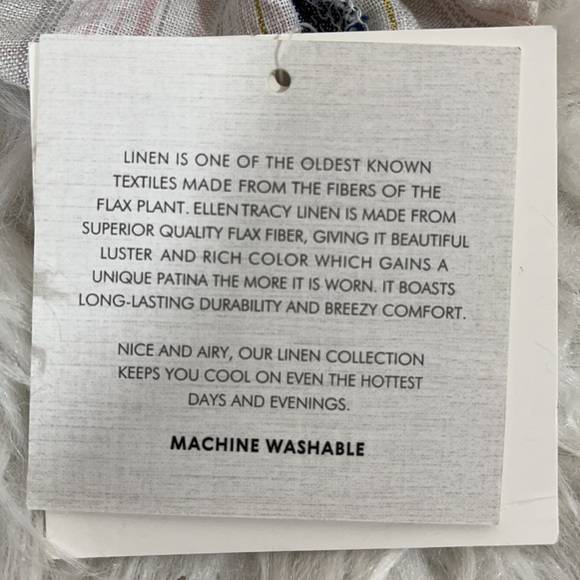 LINEN IS ONE OF THE OLDEST KNOWN
TEXTILES MADE FROM THE FIBERS OF THE
FLAX PLANT. ELLEN TRACY LINEN IS MADE FROM
SUPERIOR QUALITY FLAX FIBER, GIVING IT BEAUTIFUL
LUSTER AND RICH COLOR WHICH GAINS A
UNIQUE PATINA THE MORE IT IS WORN. IT BOASTS
LONG-LASTING DURABILITY AND BREEZY COMFORT.
NICE AND AIRY, OUR LINEN COLLECTION
KEEPS YOU COOL ON EVEN THE HOTTEST
DAYS AND EVENINGS.
MACHINE WASHABLE